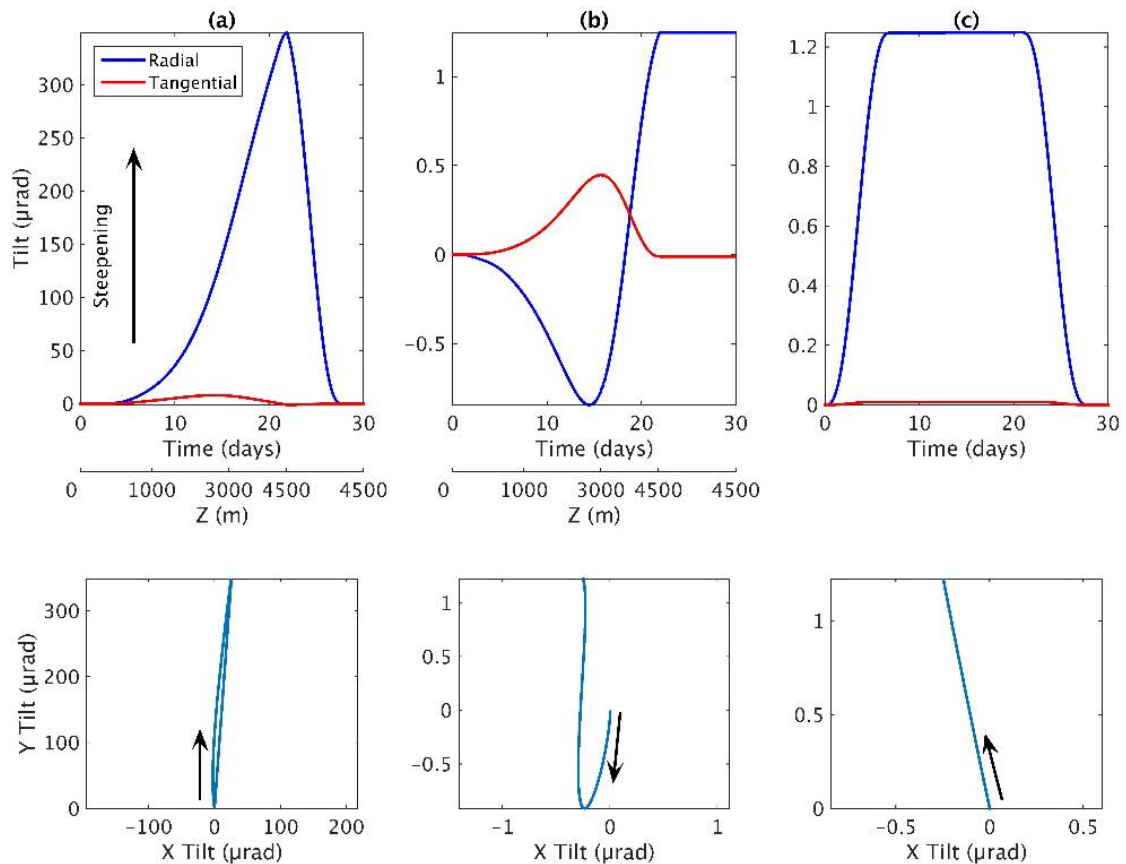 (a) (b) (c)
Radial
Tangential
Steepening
Tilt (µrad)
350
300
250
200
150
100
50
0
1
0.5
0
−0.5
1.2
1
0.8
0.6
0.4
0.2
0
0 10 20 30
Time (days)
0 10 20 30
Time (days)
0 10 20 30
Time (days)
0 1000 3000 4500 4500
Z (m)
0 1000 3000 4500 4500
Z (m)
Y Tilt (µrad)
300
200
100
0
1
0.5
0
−0.5
1
0.5
0
−100 0 100 200
X Tilt (µrad)
−1 0 1
X Tilt (µrad)
−0.5 0 0.5
X Tilt (µrad)